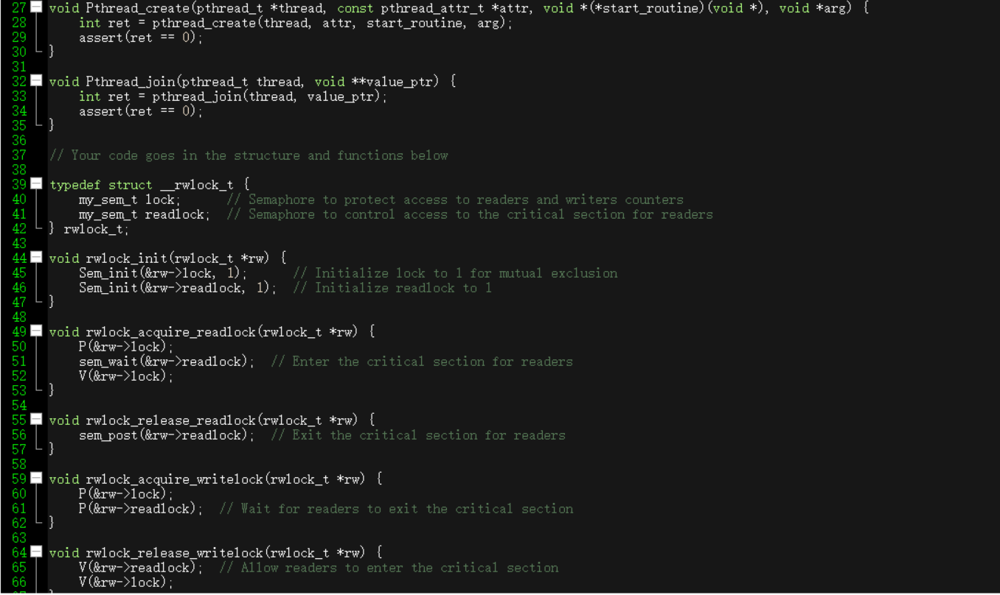 27 void Pthread_create(pthread_t *thread, const pthread_attr_t *attr, void *(*start_routine)(void *), void *arg) {
28     int ret = pthread_create(thread, attr, start_routine, arg);
29     assert(ret == 0);
30 }
31
32 void Pthread_join(pthread_t thread, void **value_ptr) {
33     int ret = pthread_join(thread, value_ptr);
34     assert(ret == 0);
35 }
36
37 // Your code goes in the structure and functions below
38
39 typedef struct __rwlock_t {
40     my_sem_t lock;      // Semaphore to protect access to readers and writers counters
41     my_sem_t readlock;  // Semaphore to control access to the critical section for readers
42 } rwlock_t;
43
44 void rwlock_init(rwlock_t *rw) {
45     Sem_init(&rw->lock, 1);      // Initialize lock to 1 for mutual exclusion
46     Sem_init(&rw->readlock, 1);  // Initialize readlock to 1
47 }
48
49 void rwlock_acquire_readlock(rwlock_t *rw) {
50     P(&rw->lock);
51     sem_wait(&rw->readlock);  // Enter the critical section for readers
52     V(&rw->lock);
53 }
54
55 void rwlock_release_readlock(rwlock_t *rw) {
56     sem_post(&rw->readlock);  // Exit the critical section for readers
57 }
58
59 void rwlock_acquire_writelock(rwlock_t *rw) {
60     P(&rw->lock);
61     P(&rw->readlock);  // Wait for readers to exit the critical section
62 }
63
64 void rwlock_release_writelock(rwlock_t *rw) {
65     V(&rw->readlock);  // Allow readers to enter the critical section
66     V(&rw->lock);